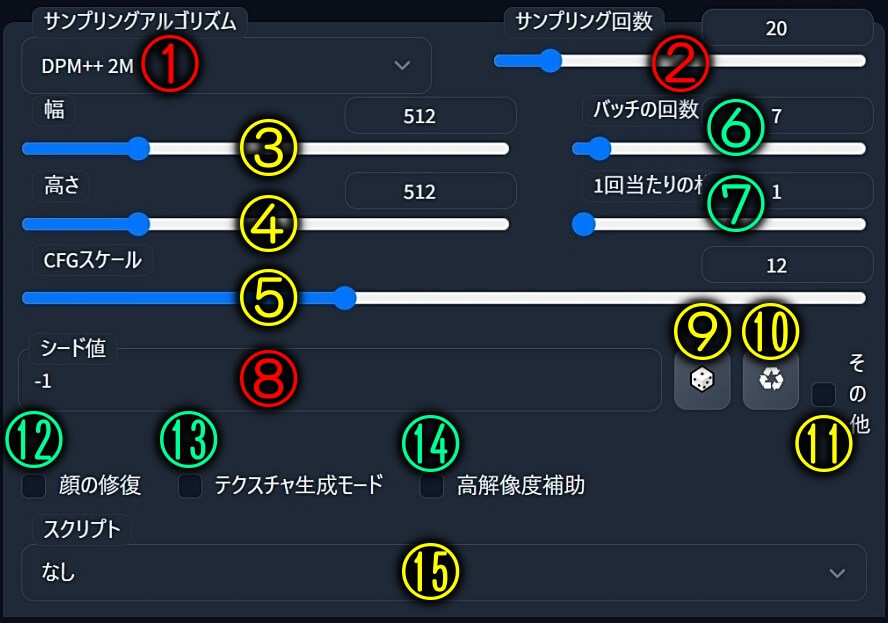 サンプリングアルゴリズム
サンプリング回数
20
DPM++ 2M
①
②
幅
512
バッチの回数
⑥
7
③
高さ
512
1回当たりの
⑦
1
④
CFGスケール
12
⑤
シード値
-1
⑧
⑨
⑩
その他
⑪
⑫
⑬
⑭
顔の修復
テクスチャ生成モード
高解像度補助
スクリプト
なし
⑮